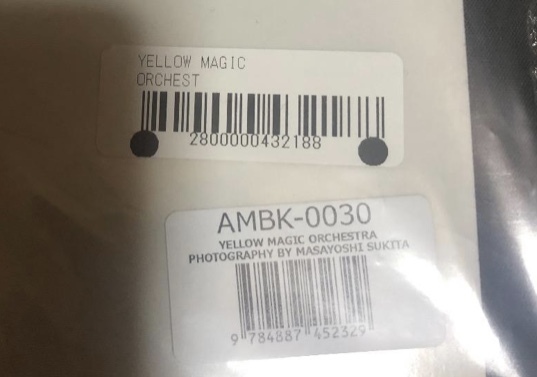 YELLOW MAGIC
ORCHEST
2800000432188
AMBK-0030
YELLOW MAGIC ORCHESTRA
PHOTOGRAPHY BY MASAYOSHI SUKITA
9 784887 452329